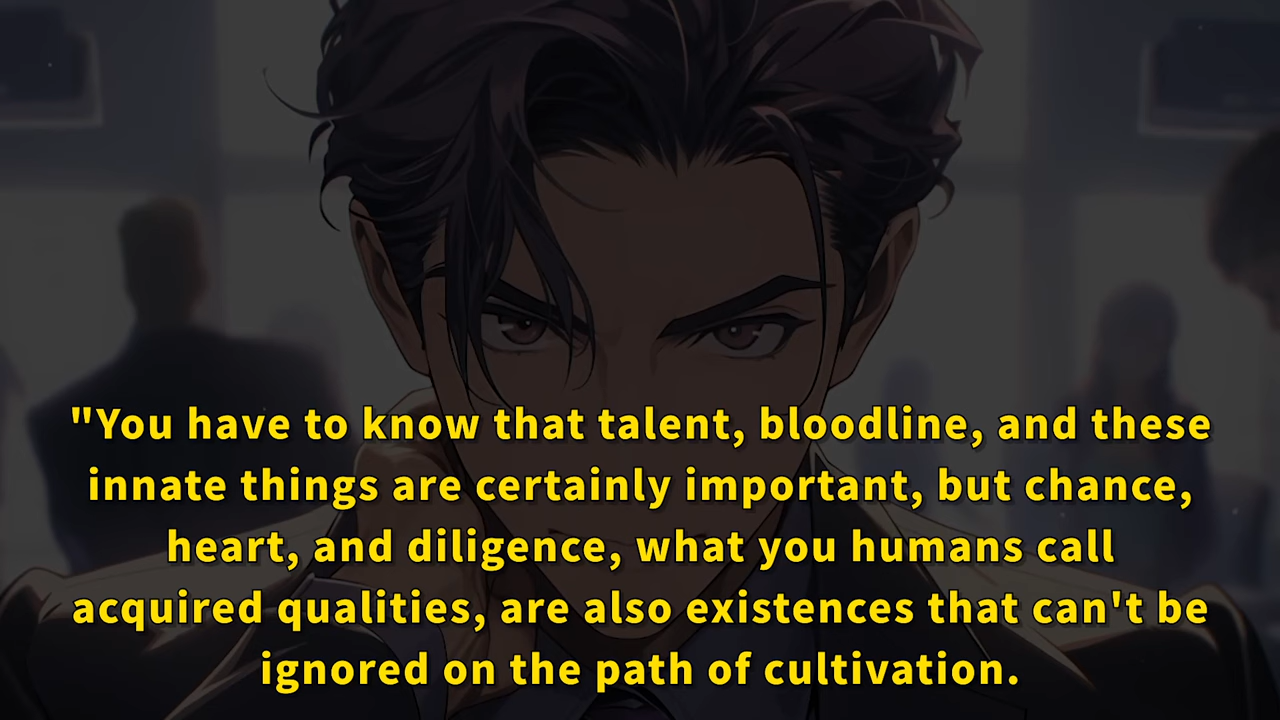 "You have to know that talent, bloodline, and these
innate things are certainly important, but chance,
heart, and diligence, what you humans call
acquired qualities, are also existences that can't be
ignored on the path of cultivation.